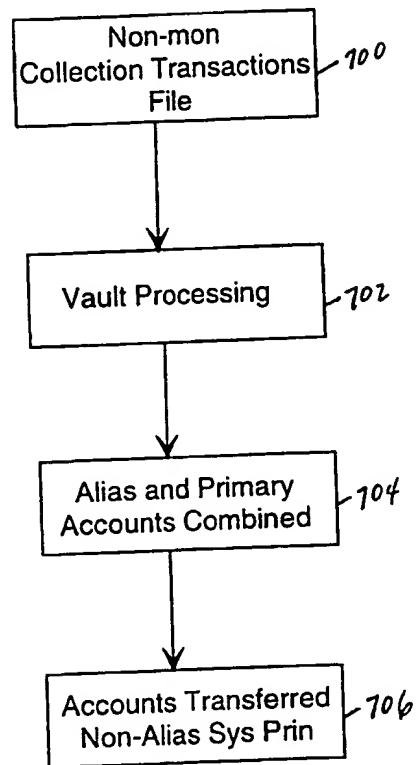 Non-mon
Collection Transactions
File
700
Vault Processing
702
Alias and Primary
Accounts Combined
704
Accounts Transferred
Non-Alias Sys Prin
706